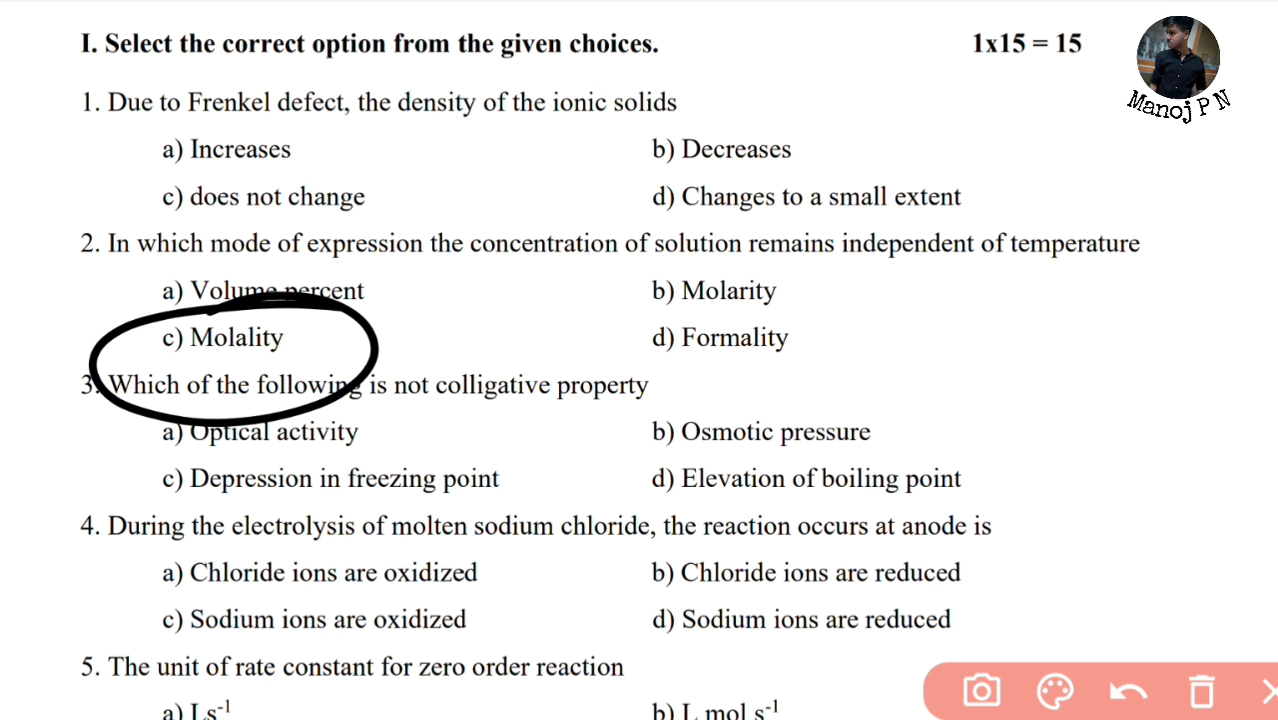 I. Select the correct option from the given choices. 1x15 = 15
Manoj P N
1. Due to Frenkel defect, the density of the ionic solids
a) Increases b) Decreases
c) does not change d) Changes to a small extent
2. In which mode of expression the concentration of solution remains independent of temperature
a) Volume percent b) Molarity
c) Molality d) Formality
3. Which of the following is not colligative property
a) Optical activity b) Osmotic pressure
c) Depression in freezing point d) Elevation of boiling point
4. During the electrolysis of molten sodium chloride, the reaction occurs at anode is
a) Chloride ions are oxidized b) Chloride ions are reduced
c) Sodium ions are oxidized d) Sodium ions are reduced
5. The unit of rate constant for zero order reaction
a) Ls⁻¹ b) L mol s⁻¹